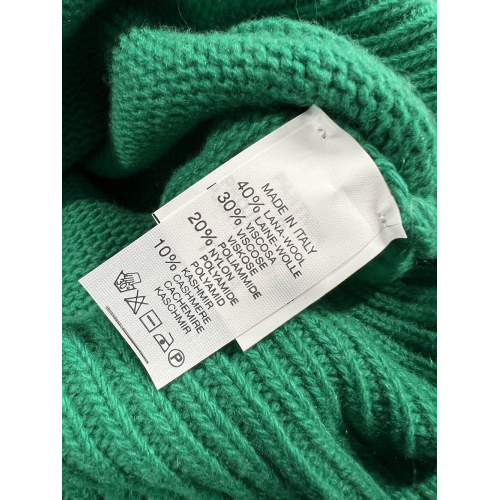 MADE IN ITALY
40% LANA-WOOL
LAINE-WOLLE
30% VISCOSA
VISCOSE
VISKOSE
20% POLIAMMIDE
NYLON
POLYAMIDE
POLYAMID
10% KASHMIR
CASHMERE
CACHEMIRE
KASCHMIR
P